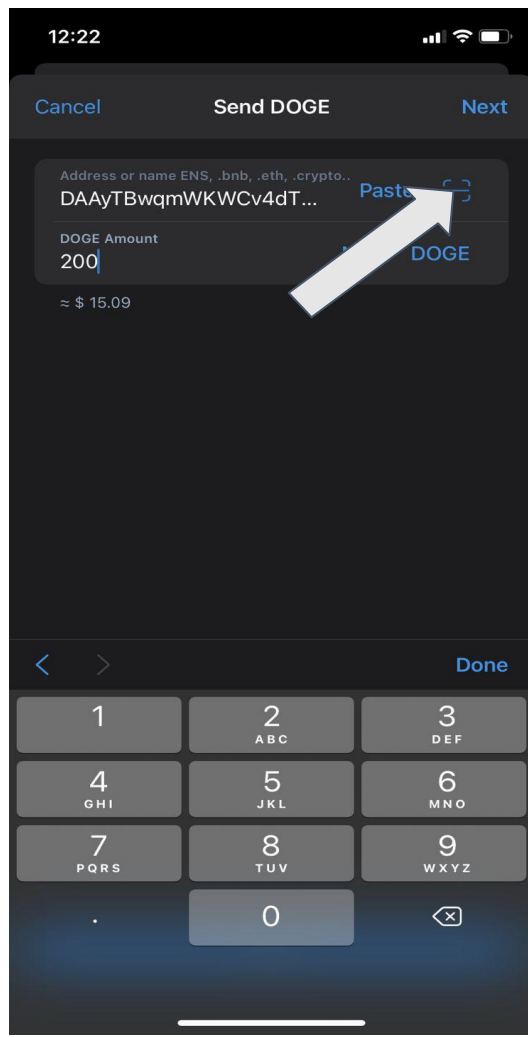 12:22
Cancel Send DOGE Next
Address or name ENS, .bnb, .eth, .crypto..
DAAyTBwqmWKWCv4dT...
DOGE Amount
DOGE
200
≈ $ 15.09
Done
1
2
ABC
3
DEF
4
GHI
5
JKL
6
MNO
7
PQRS
8
TUV
9
WXYZ
.
0